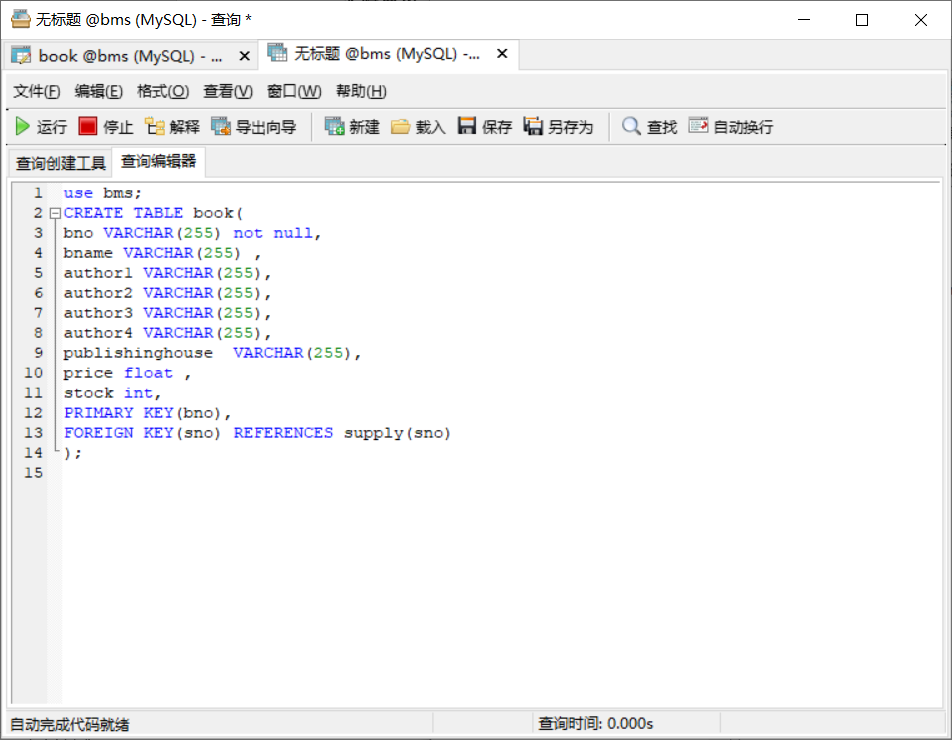 无标题 @bms (MySQL) - 查询 *
book @bms (MySQL) - ... 无标题 @bms (MySQL) -...
文件(F) 编辑(E) 格式(O) 查看(V) 窗口(W) 帮助(H)
运行 停止 解释 导出向导 新建 载入 保存 另存为 查找 自动换行
查询创建工具 查询编辑器
1 use bms;
2 CREATE TABLE book(
3 bno VARCHAR(255) not null,
4 bname VARCHAR(255) ,
5 author1 VARCHAR(255),
6 author2 VARCHAR(255),
7 author3 VARCHAR(255),
8 author4 VARCHAR(255),
9 publishinghouse  VARCHAR(255),
10 price float ,
11 stock int,
12 PRIMARY KEY(bno),
13 FOREIGN KEY(sno) REFERENCES supply(sno)
14 );
15
自动完成代码就绪 查询时间: 0.000s